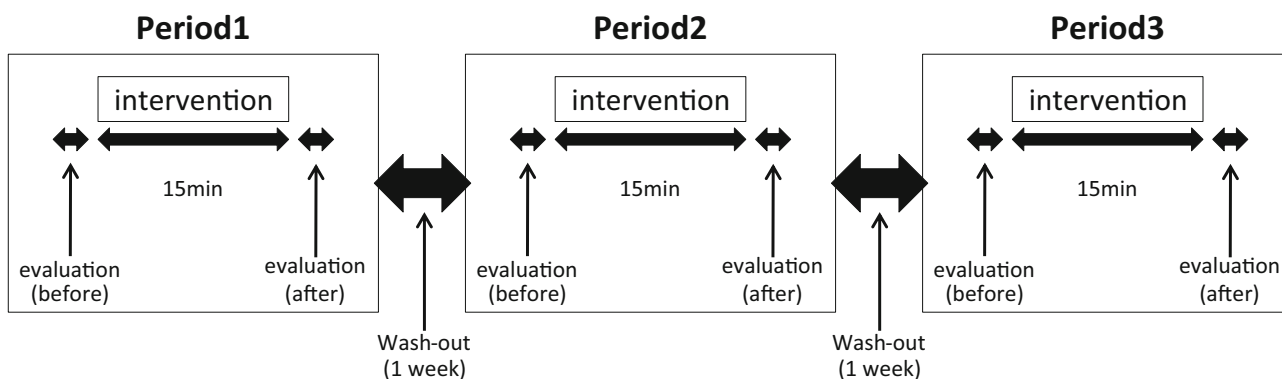 Period1
intervention
15min
evaluation
(before)
evaluation
(after)
Wash-out
(1 week)
Period2
intervention
15min
evaluation
(before)
evaluation
(after)
Wash-out
(1 week)
Period3
intervention
15min
evaluation
(before)
evaluation
(after)